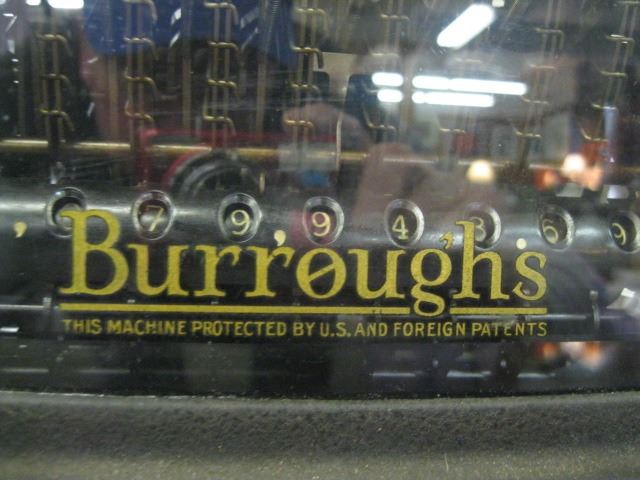 7 9 9 4 3 6 9
Burroughs
THIS MACHINE PROTECTED BY U.S. AND FOREIGN PATENTS